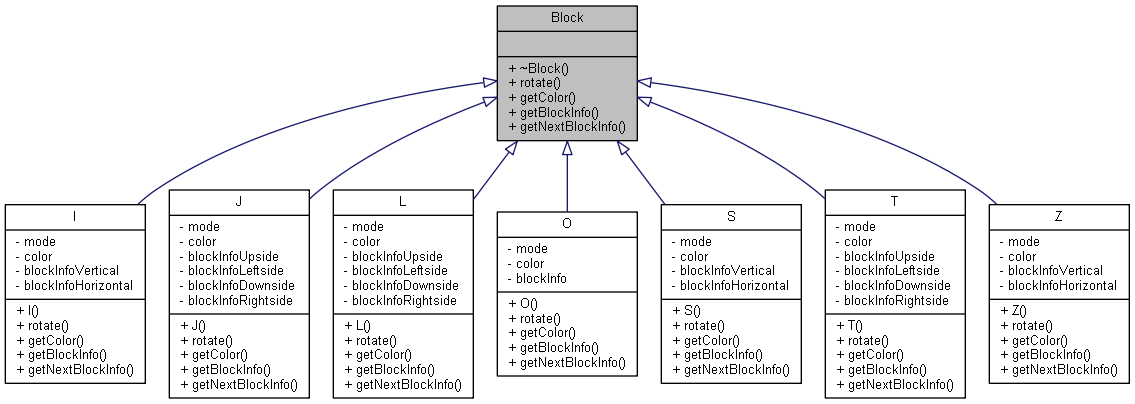 Block
+ ~Block()
+ rotate()
+ getColor()
+ getBlockInfo()
+ getNextBlockInfo()
I
- mode
- color
- blockInfoVertical
- blockInfoHorizontal
+ I()
+ rotate()
+ getColor()
+ getBlockInfo()
+ getNextBlockInfo()
J
- mode
- color
- blockInfoUpside
- blockInfoLeftside
- blockInfoDownside
- blockInfoRightside
+ J()
+ rotate()
+ getColor()
+ getBlockInfo()
+ getNextBlockInfo()
L
- mode
- color
- blockInfoUpside
- blockInfoLeftside
- blockInfoDownside
- blockInfoRightside
+ L()
+ rotate()
+ getColor()
+ getBlockInfo()
+ getNextBlockInfo()
O
- mode
- color
- blockInfo
+ O()
+ rotate()
+ getColor()
+ getBlockInfo()
+ getNextBlockInfo()
S
- mode
- color
- blockInfoVertical
- blockInfoHorizontal
+ S()
+ rotate()
+ getColor()
+ getBlockInfo()
+ getNextBlockInfo()
T
- mode
- color
- blockInfoUpside
- blockInfoLeftside
- blockInfoDownside
- blockInfoRightside
+ T()
+ rotate()
+ getColor()
+ getBlockInfo()
+ getNextBlockInfo()
Z
- mode
- color
- blockInfoVertical
- blockInfoHorizontal
+ Z()
+ rotate()
+ getColor()
+ getBlockInfo()
+ getNextBlockInfo()